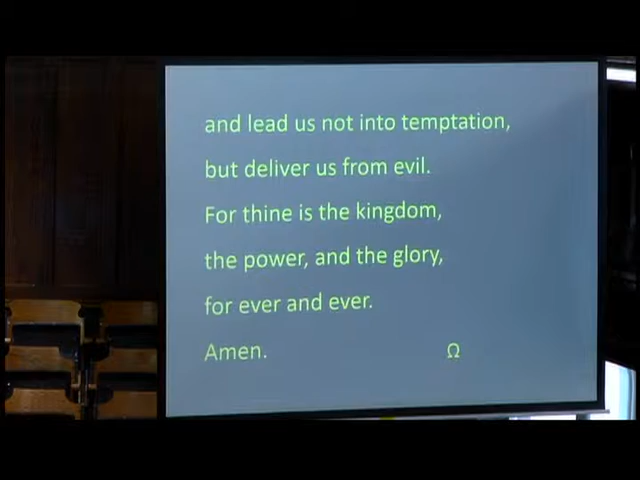 and lead us not into temptation,
but deliver us from evil.
For thine is the kingdom,
the power, and the glory,
for ever and ever.
Amen. Ω